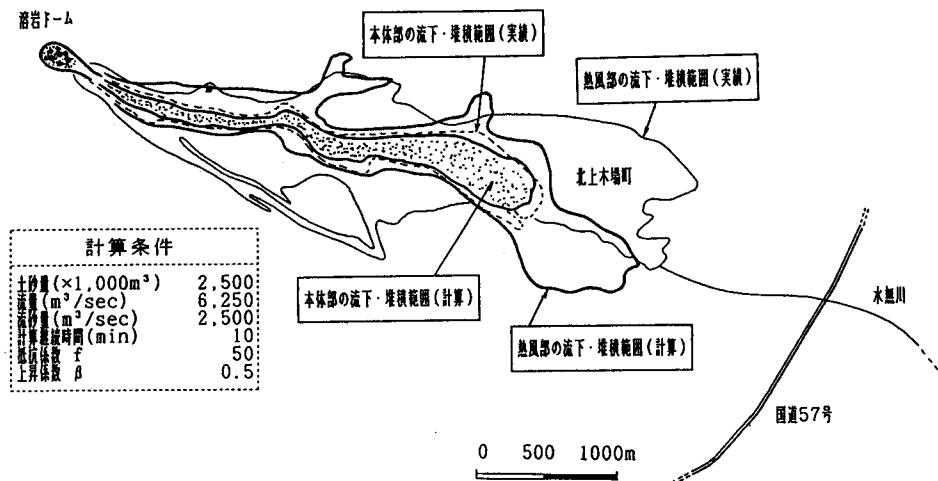 溶岩ドーム
本体部の流下・堆積範囲(実績)
熱風部の流下・堆積範囲(実績)
北上木場町
計算条件
土砂量(×1,000m³) 2,500
流量(m³/sec) 6,250
流砂量(m³/sec) 2,500
計算継続時間(min) 10
抵抗係数 f 50
上昇係数 β 0.5
本体部の流下・堆積範囲(計算)
熱風部の流下・堆積範囲(計算)
水無川
国道57号
0 500 1000m